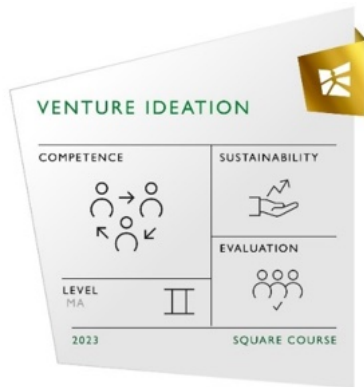 VENTURE IDEATION
COMPETENCE
SUSTAINABILITY
EVALUATION
LEVEL
MA
II
2023
SQUARE COURSE